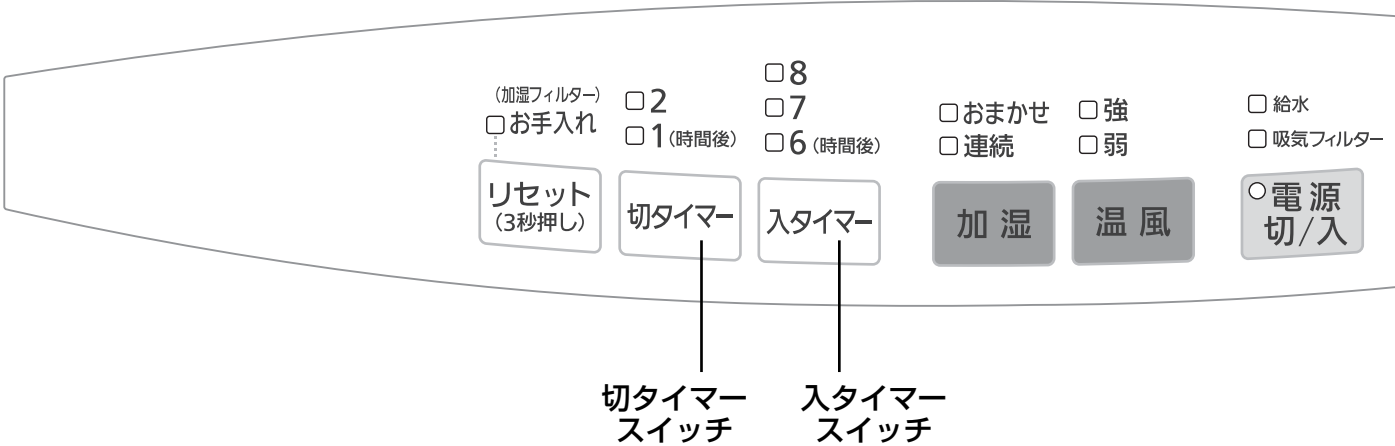 (加湿フィルター)
お手入れ
リセット
(3秒押し)
2
1(時間後)
切タイマー
8
7
6(時間後)
入タイマー
おまかせ
連続
加湿
強
弱
温風
給水
吸気フィルター
電源
切/入
切タイマー
スイッチ
入タイマー
スイッチ